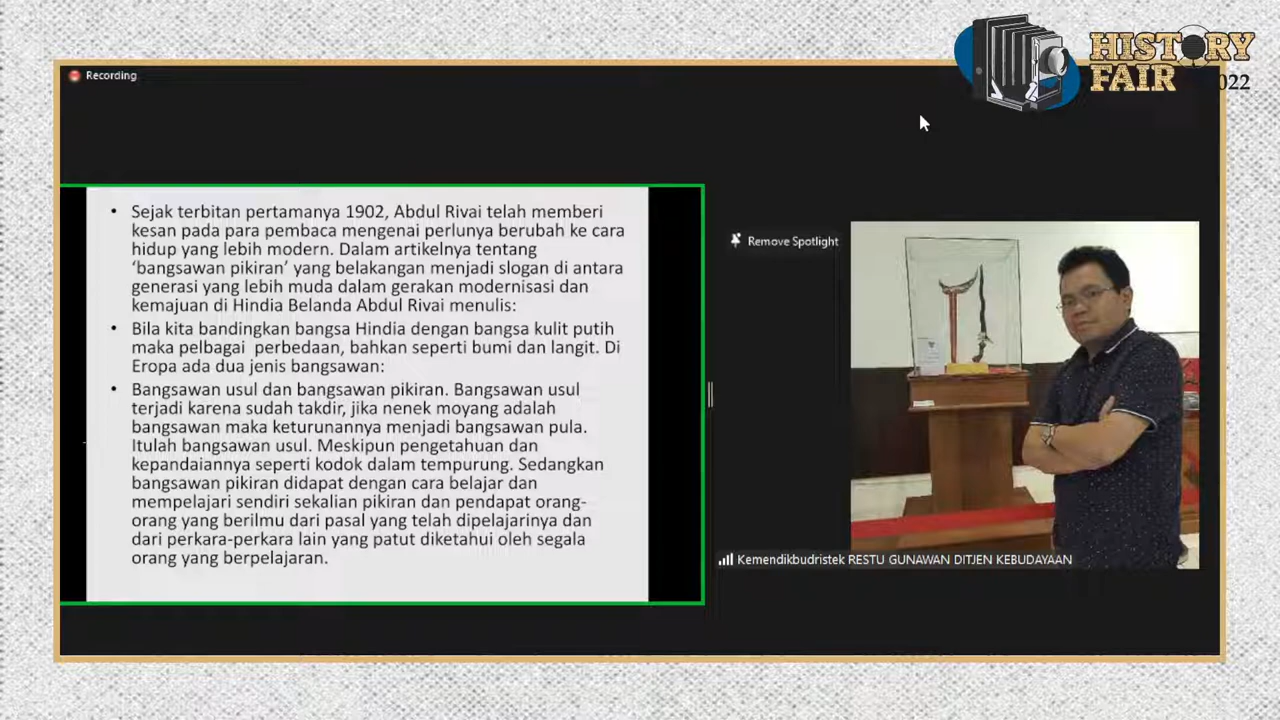 HISTORY
FAIR 2022
Recording
• Sejak terbitan pertamanya 1902, Abdul Rivai telah memberi
kesan pada para pembaca mengenai perlunya berubah ke cara
hidup yang lebih modern. Dalam artikelnya tentang
‘bangsawan pikiran’ yang belakangan menjadi slogan di antara
generasi yang lebih muda dalam gerakan modernisasi dan
kemajuan di Hindia Belanda Abdul Rivai menulis:
• Bila kita bandingkan bangsa Hindia dengan bangsa kulit putih
maka pelbagai perbedaan, bahkan seperti bumi dan langit. Di
Eropa ada dua jenis bangsawan:
• Bangsawan usul dan bangsawan pikiran. Bangsawan usul
terjadi karena sudah takdir, jika nenek moyang adalah
bangsawan maka keturunannya menjadi bangsawan pula.
Itulah bangsawan usul. Meskipun pengetahuan dan
kepandaiannya seperti kodok dalam tempurung. Sedangkan
bangsawan pikiran didapat dengan cara belajar dan
mempelajari sendiri sekalian pikiran dan pendapat orang-
orang yang berilmu dari pasal yang telah dipelajarinya dan
dari perkara-perkara lain yang patut diketahui oleh segala
orang yang berpelajaran.
Remove Spotlight
Kemendikbudristek RESTU GUNAWAN DITJEN KEBUDAYAAN